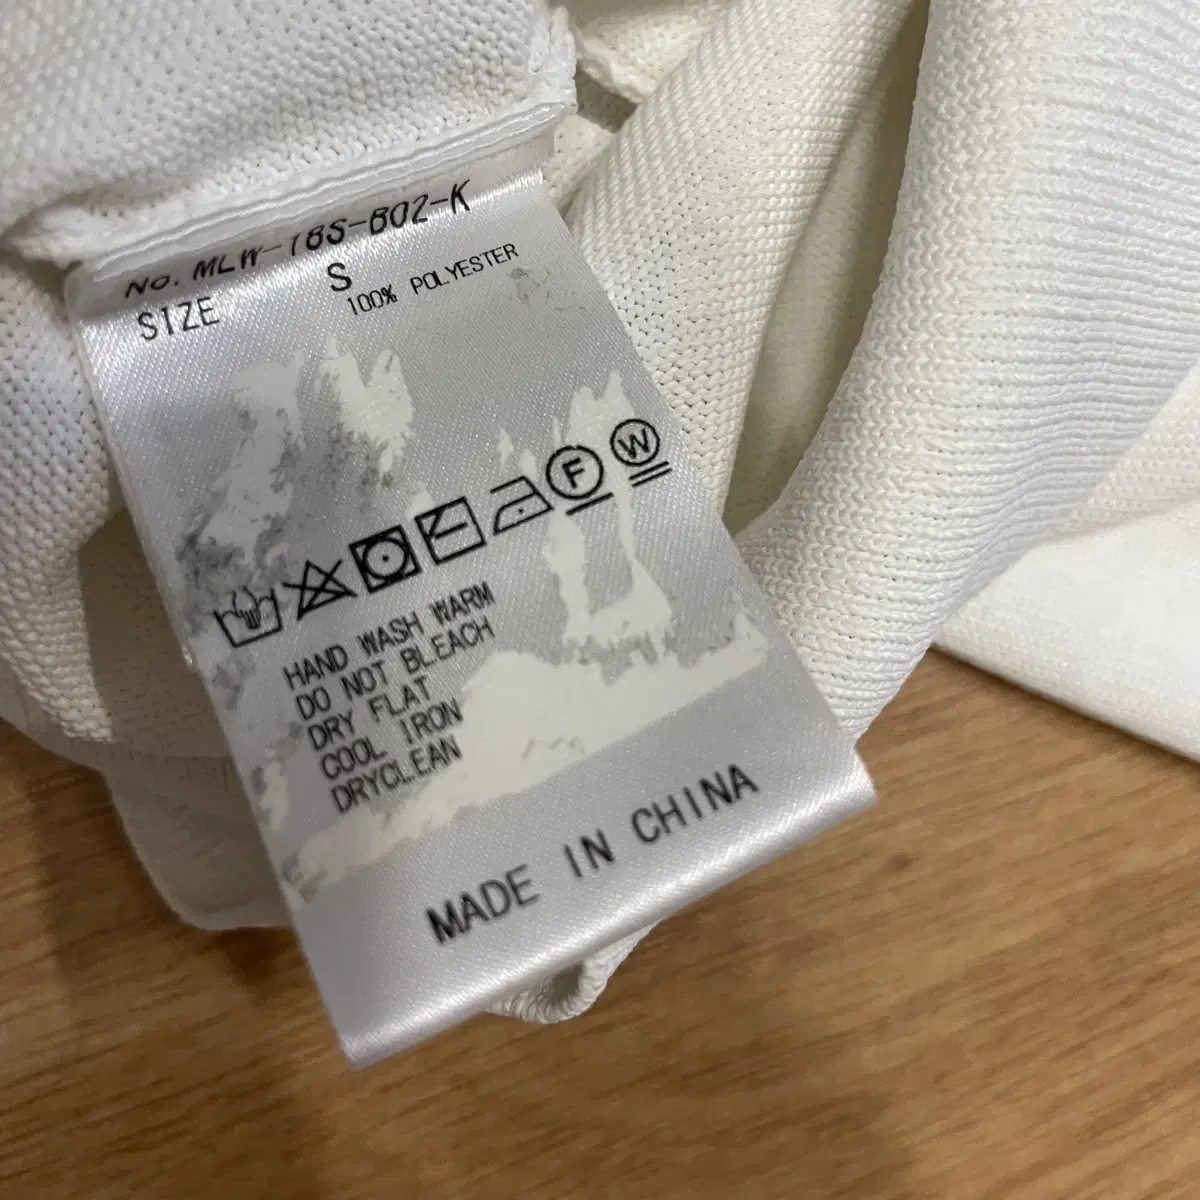 No. MLW-18S-B02-K
SIZE S
100% POLYESTER
F W
HAND WASH WARM
DO NOT BLEACH
DRY FLAT
COOL IRON
DRYCLEAN
MADE IN CHINA